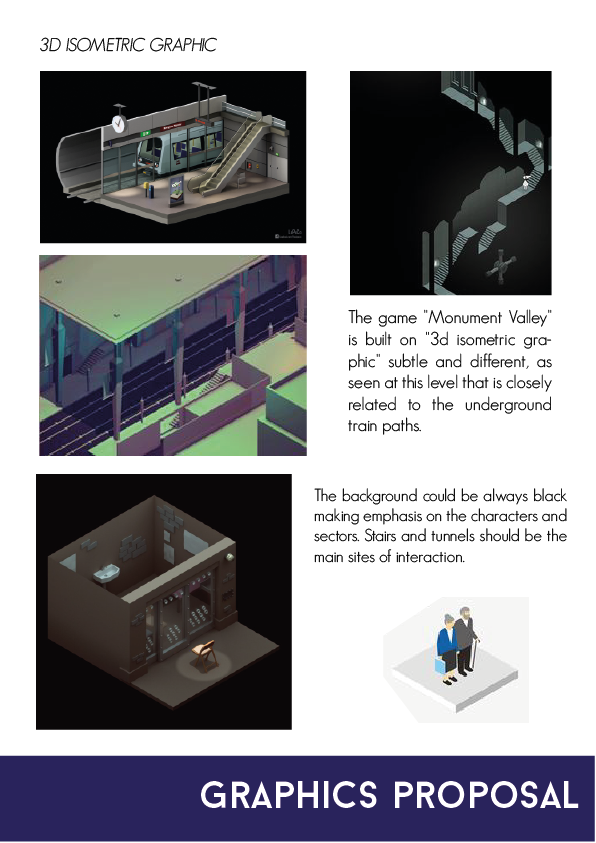 3D ISOMETRIC GRAPHIC
The game "Monument Valley"
is built on "3d isometric gra-
phic" subtle and different, as
seen at this level that is closely
related to the underground
train paths.
The background could be always black
making emphasis on the characters and
sectors. Stairs and tunnels should be the
main sites of interaction.
GRAPHICS PROPOSAL